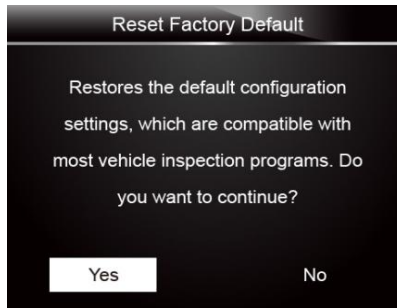 Reset Factory Default
Restores the default configuration
settings, which are compatible with
most vehicle inspection programs. Do
you want to continue?
Yes No